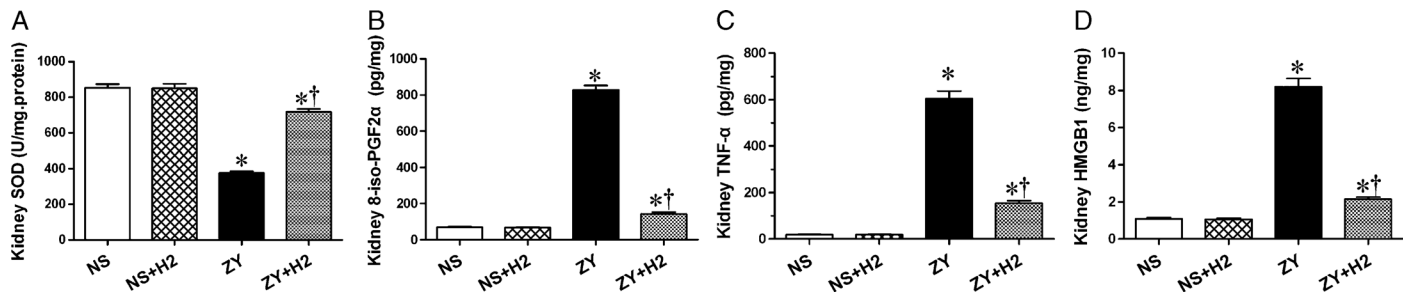 A
Kidney SOD (U/mg.protein)
1000
800
600
400
200
0
*
*†
NS
NS+H2
ZY
ZY+H2
B
Kidney 8-iso-PGF2α (pg/mg)
1000
800
600
400
200
0
*
*†
NS
NS+H2
ZY
ZY+H2
C
Kidney TNF-α (pg/mg)
800
600
400
200
0
*
*†
NS
NS+H2
ZY
ZY+H2
D
Kidney HMGB1 (ng/mg)
10
8
6
4
2
0
*
*†
NS
NS+H2
ZY
ZY+H2